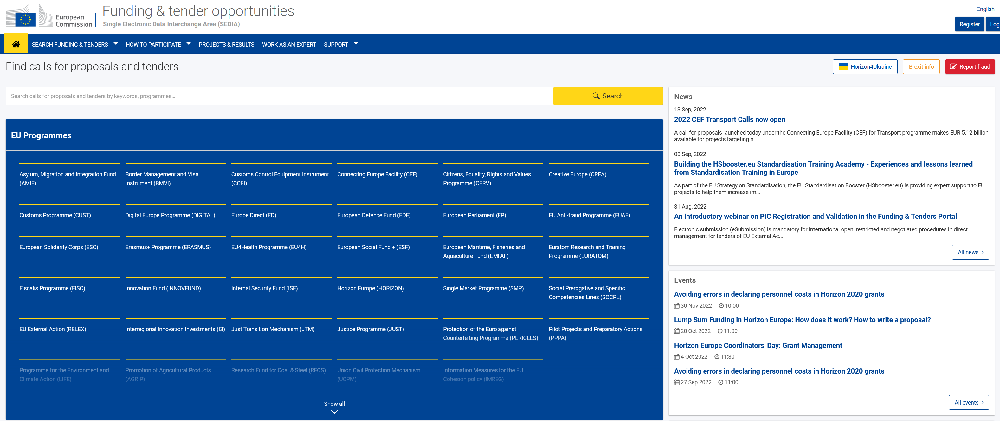 European
Commission
Funding & tender opportunities
Single Electronic Data Interchange Area (SEDIA)
English
Register
SEARCH FUNDING & TENDERS
HOW TO PARTICIPATE
PROJECTS & RESULTS
WORK AS AN EXPERT
SUPPORT
Find calls for proposals and tenders
Horizon4Ukraine
Brexit info
Report fraud
Search calls for proposals and tenders by keywords, programmes...
Search
EU Programmes
Asylum, Migration and Integration Fund
(AMIF)
Border Management and Visa
Instrument (BMVI)
Customs Control Equipment Instrument
(CCEI)
Connecting Europe Facility (CEF)
Citizens, Equality, Rights and Values
Programme (CERV)
Creative Europe (CREA)
Customs Programme (CUST)
Digital Europe Programme (DIGITAL)
Europe Direct (ED)
European Defence Fund (EDF)
European Parliament (EP)
EU Anti-fraud Programme (EUAF)
European Solidarity Corps (ESC)
Erasmus+ Programme (ERASMUS)
EU4Health Programme (EU4H)
European Social Fund + (ESF)
European Maritime, Fisheries and
Aquaculture Fund (EMFAF)
Euratom Research and Training
Programme (EURATOM)
Fiscalis Programme (FISC)
Innovation Fund (INNOVFUND)
Internal Security Fund (ISF)
Horizon Europe (HORIZON)
Single Market Programme (SMP)
Social Prerogative and Specific
Competencies Lines (SOCPL)
EU External Action (RELEX)
Interregional Innovation Investments (I3)
Just Transition Mechanism (JTM)
Justice Programme (JUST)
Protection of the Euro against
Counterfeiting Programme (PERICLES)
Pilot Projects and Preparatory Actions
(PPPA)
Programme for the Environment and
Climate Action (LIFE)
Promotion of Agricultural Products
(AGRIP)
Research Fund for Coal & Steel (RFCS)
Union Civil Protection Mechanism
(UCPM)
Information Measures for the EU
Cohesion policy (IMREG)
Show all
News
13 Sep, 2022
2022 CEF Transport Calls now open
A call for proposals launched today under the Connecting Europe Facility (CEF) for Transport programme makes EUR 5.12 billion
available for projects targeting n...
08 Sep, 2022
Building the HSbooster.eu Standardisation Training Academy - Experiences and lessons learned
from Standardisation Training in Europe
As part of the EU Strategy on Standardisation, the EU Standardisation Booster (HSbooster.eu) is providing expert support to EU
projects to help them increase im...
31 Aug, 2022
An introductory webinar on PIC Registration and Validation in the Funding & Tenders Portal
Electronic submission (eSubmission) is mandatory for international open, restricted and negotiated procedures in direct
management for tenders of EU External Ac...
All news
Events
Avoiding errors in declaring personnel costs in Horizon 2020 grants
30 Nov 2022 10:00
Lump Sum Funding in Horizon Europe: How does it work? How to write a proposal?
20 Oct 2022 11:00
Horizon Europe Coordinators' Day: Grant Management
4 Oct 2022 11:30
Avoiding errors in declaring personnel costs in Horizon 2020 grants
27 Sep 2022 11:00
All events